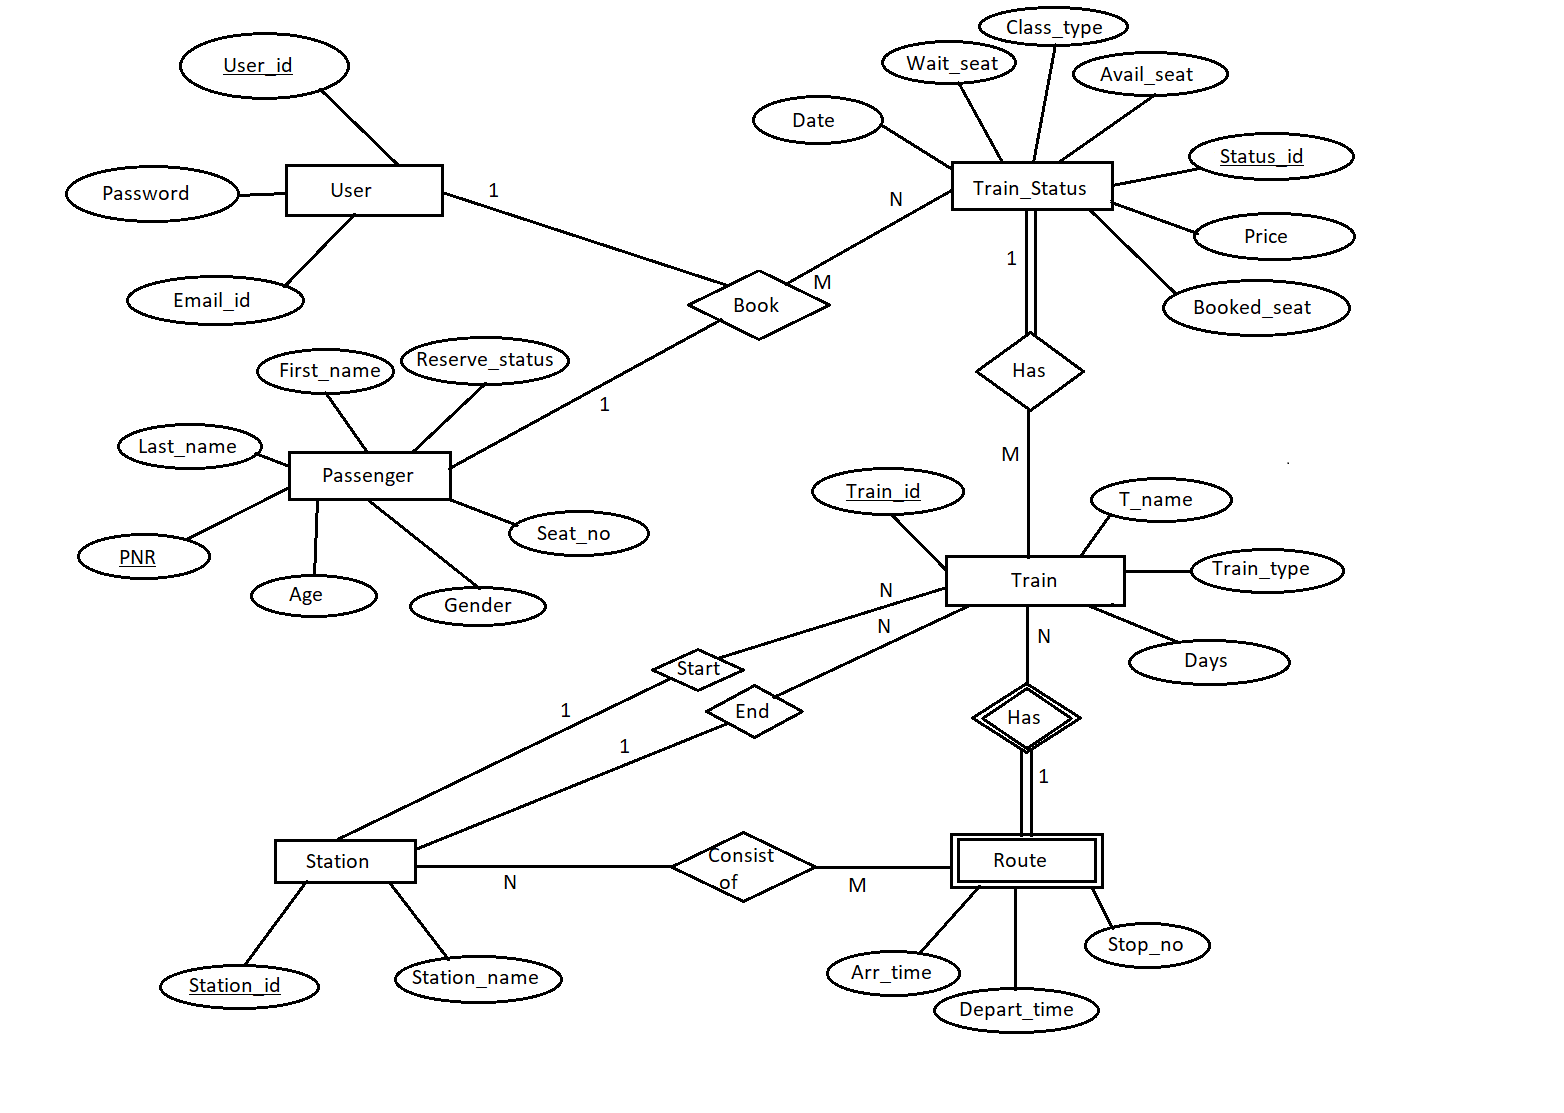 Class_type
Wait_seat
User_id
Avail_seat
Date
Status_id
Password
User
1
Train_Status
N
Price
1
Email_id
M
Book
Booked_seat
First_name
Reserve_status
Has
1
Last_name
M
Passenger
Train_id
T_name
Seat_no
PNR
Train_type
Train
Age
N
Gender
N
N
Start
Days
1
End
Has
1
1
Station
Consist
of
Route
N
M
Stop_no
Arr_time
Station_id
Station_name
Depart_time